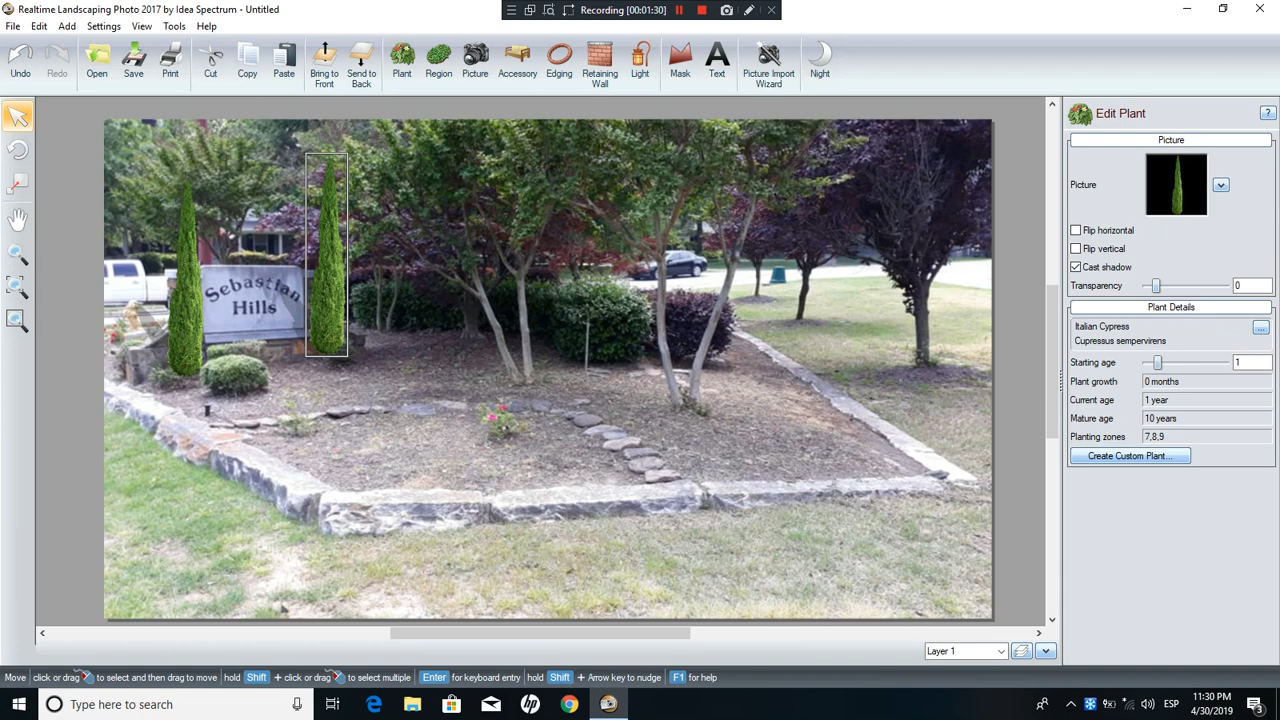 Realtime Landscaping Photo 2017 by Idea Spectrum - Untitled
Recording [00:01:30]
File Edit Add Settings View Tools Help
Undo Redo Open Save Print Cut Copy Paste Bring to Front Send to Back Plant Region Picture Accessory Edging Retaining Wall Light Mask Text Picture Import Wizard Night
Sebastian
Hills
Edit Plant
?
Picture
Picture
Flip horizontal
Flip vertical
Cast shadow
Transparency 0
Plant Details
Italian Cypress ...
Cupressus sempervirens
Starting age 1
Plant growth 0 months
Current age 1 year
Mature age 10 years
Planting zones 7,8,9
Create Custom Plant...
Layer 1
Move click or drag to select and then drag to move hold Shift + click or drag to select multiple Enter for keyboard entry hold Shift + Arrow key to nudge F1 for help
Type here to search
ESP
11:30 PM
4/30/2019
3